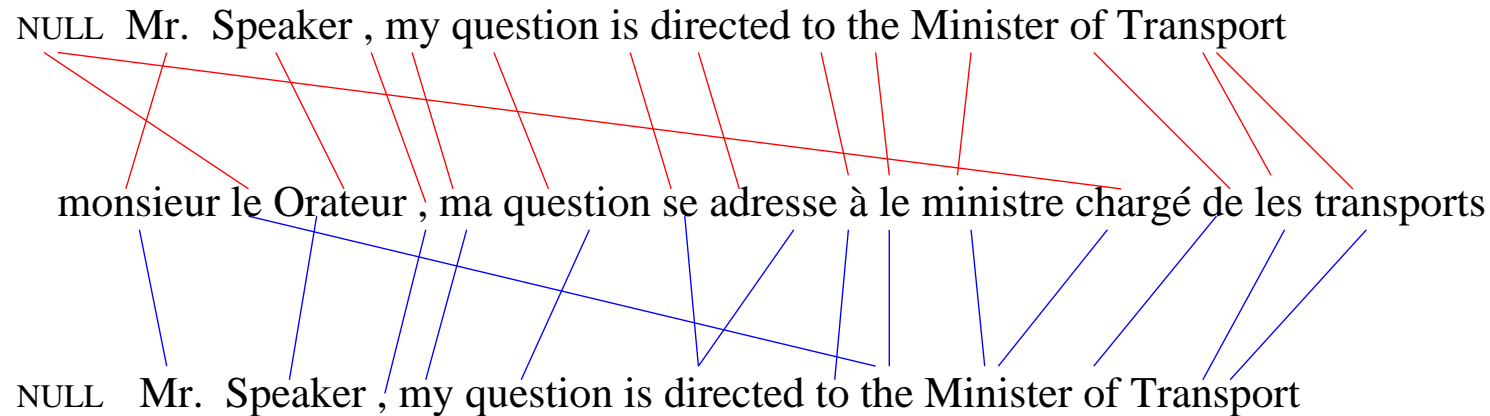 NULL Mr. Speaker , my question is directed to the Minister of Transport
monsieur le Orateur , ma question se adresse à le ministre chargé de les transports
NULL Mr. Speaker , my question is directed to the Minister of Transport